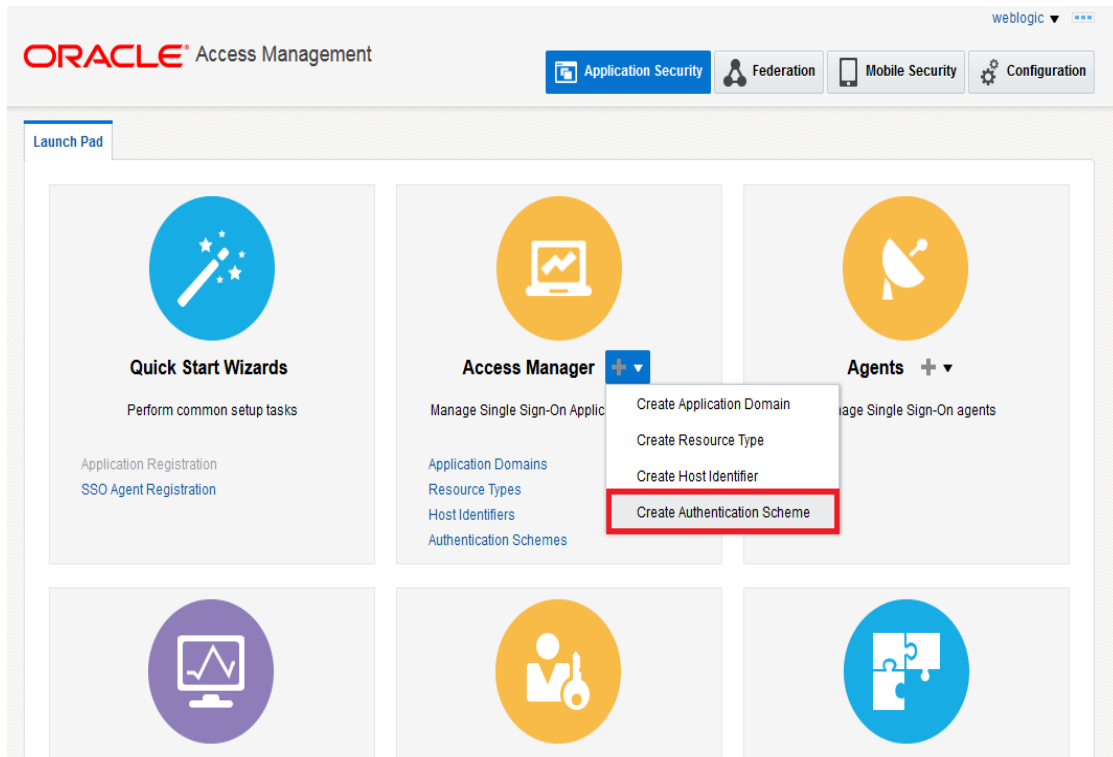 weblogic
ORACLE Access Management
Application Security
Federation
Mobile Security
Configuration
Launch Pad
Quick Start Wizards
Perform common setup tasks
Application Registration
SSO Agent Registration
Access Manager
Manage Single Sign-On Applic
Application Domains
Resource Types
Host Identifiers
Authentication Schemes
Create Application Domain
Create Resource Type
Create Host Identifier
Create Authentication Scheme
Agents
age Single Sign-On agents